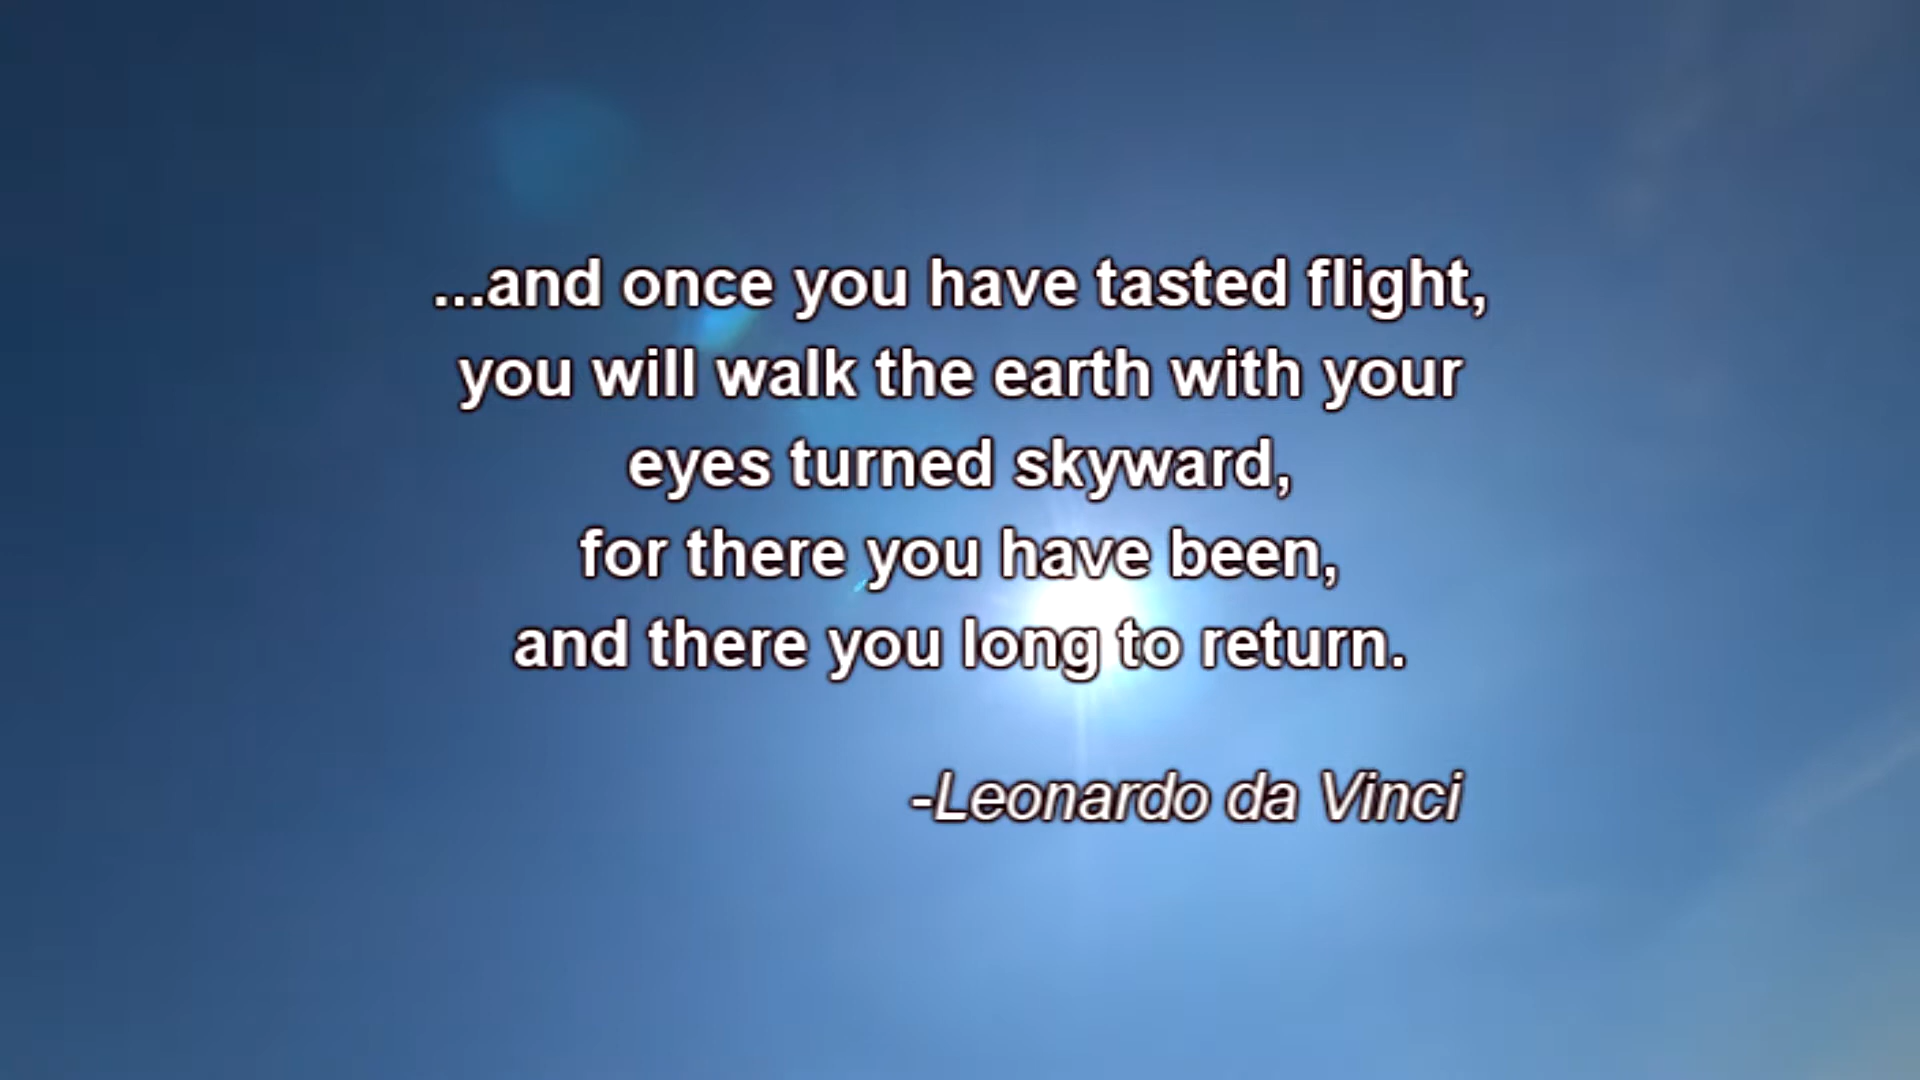 ...and once you have tasted flight,
you will walk the earth with your
eyes turned skyward,
for there you have been,
and there you long to return.
-Leonardo da Vinci